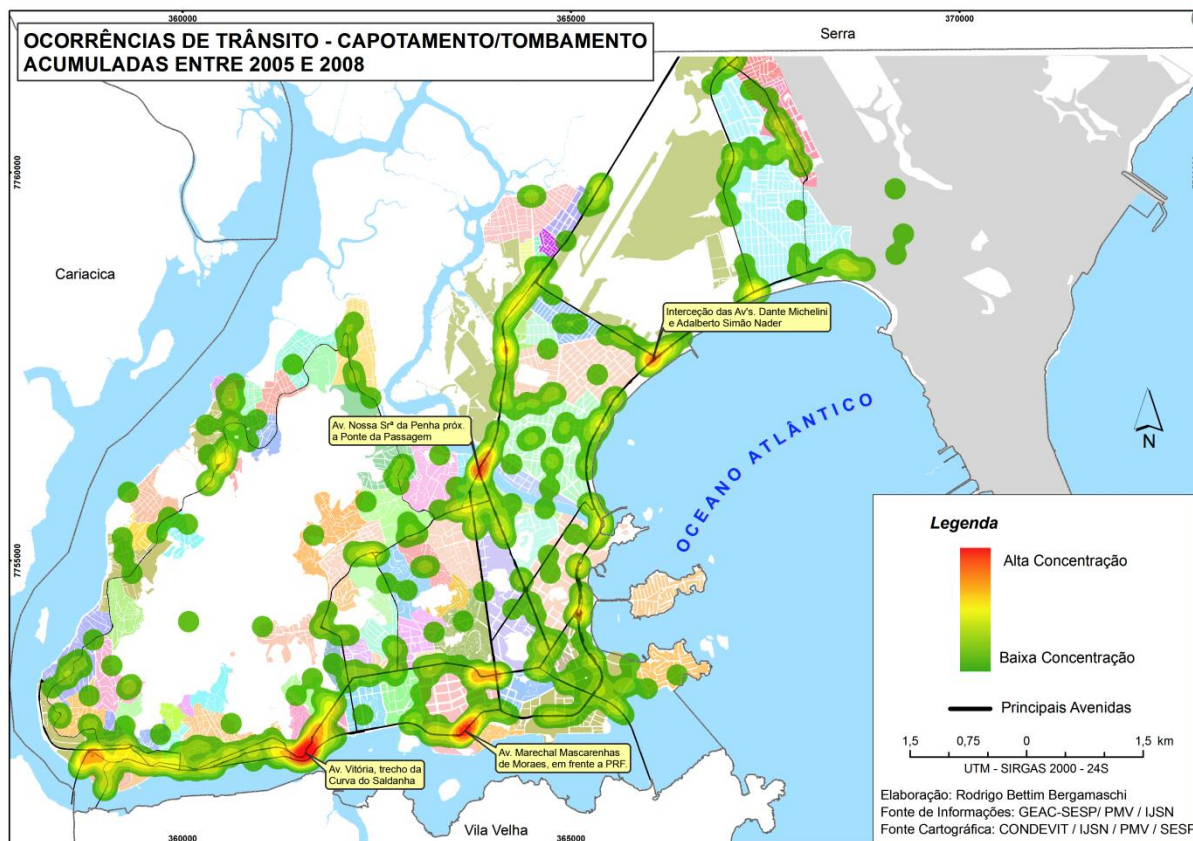 360000
365000
370000
OCORRÊNCIAS DE TRÂNSITO - CAPOTAMENTO/TOMBAMENTO
ACUMULADAS ENTRE 2005 E 2008
Serra
7760000
Cariacica
Interceção das Av's. Dante Michelini
e Adalberto Simão Nader
Av. Nossa Srª da Penha próx.
a Ponte da Passagem
OCEANO ATLÂNTICO
N
7755000
Legenda
Alta Concentração
Baixa Concentração
Principais Avenidas
1,5 0,75 0 1,5 km
UTM - SIRGAS 2000 - 24S
Av. Marechal Mascarenhas
de Moraes, em frente a PRF.
Av. Vitória, trecho da
Curva do Saldanha
Elaboração: Rodrigo Bettim Bergamaschi
Fonte de Informações: GEAC-SESP/ PMV / IJSN
Fonte Cartográfica: CONDEVIT / IJSN / PMV / SESP
Vila Velha
360000
365000